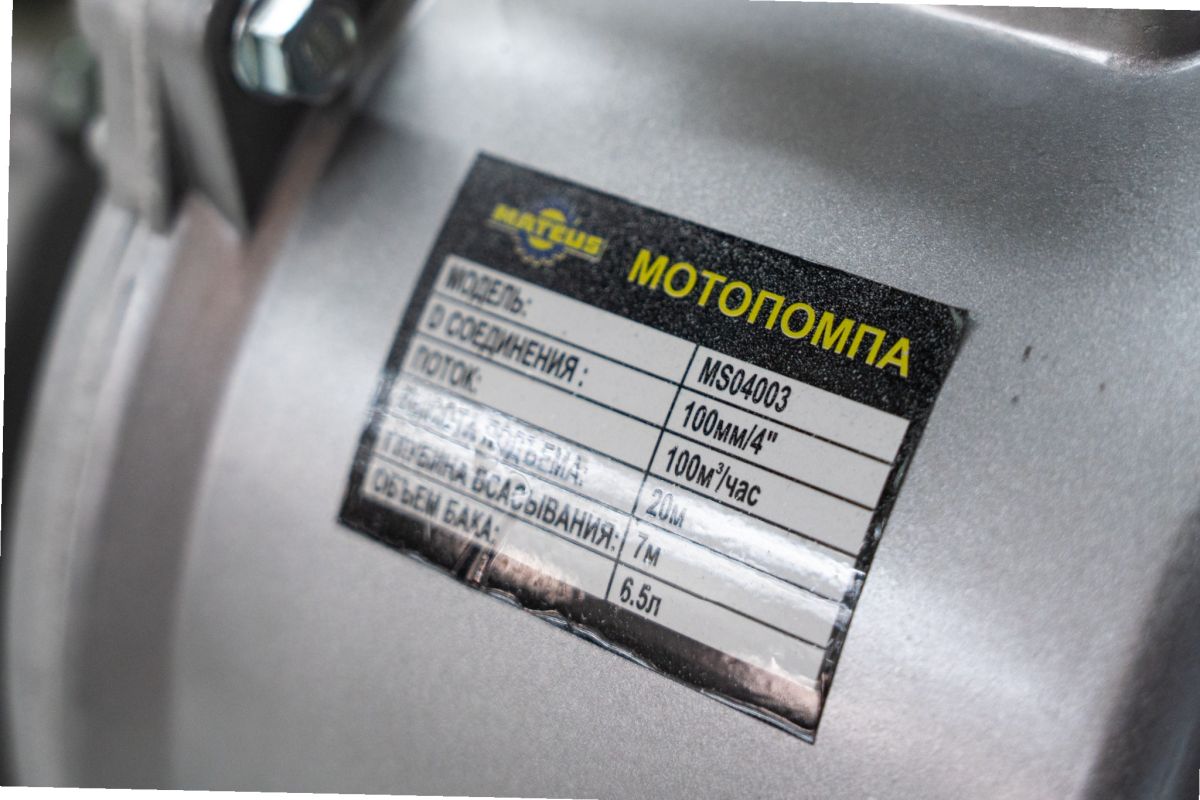 MATEUS МОТОПОМПА
МОДЕЛЬ: MS04003
D СОЕДИНЕНИЯ: 100мм/4"
ПОТОК: 100м³/час
ВЫСОТА ПОДЪЕМА: 20м
ГЛУБИНА ВСАСЫВАНИЯ: 7м
ОБЪЕМ БАКА: 6.5л